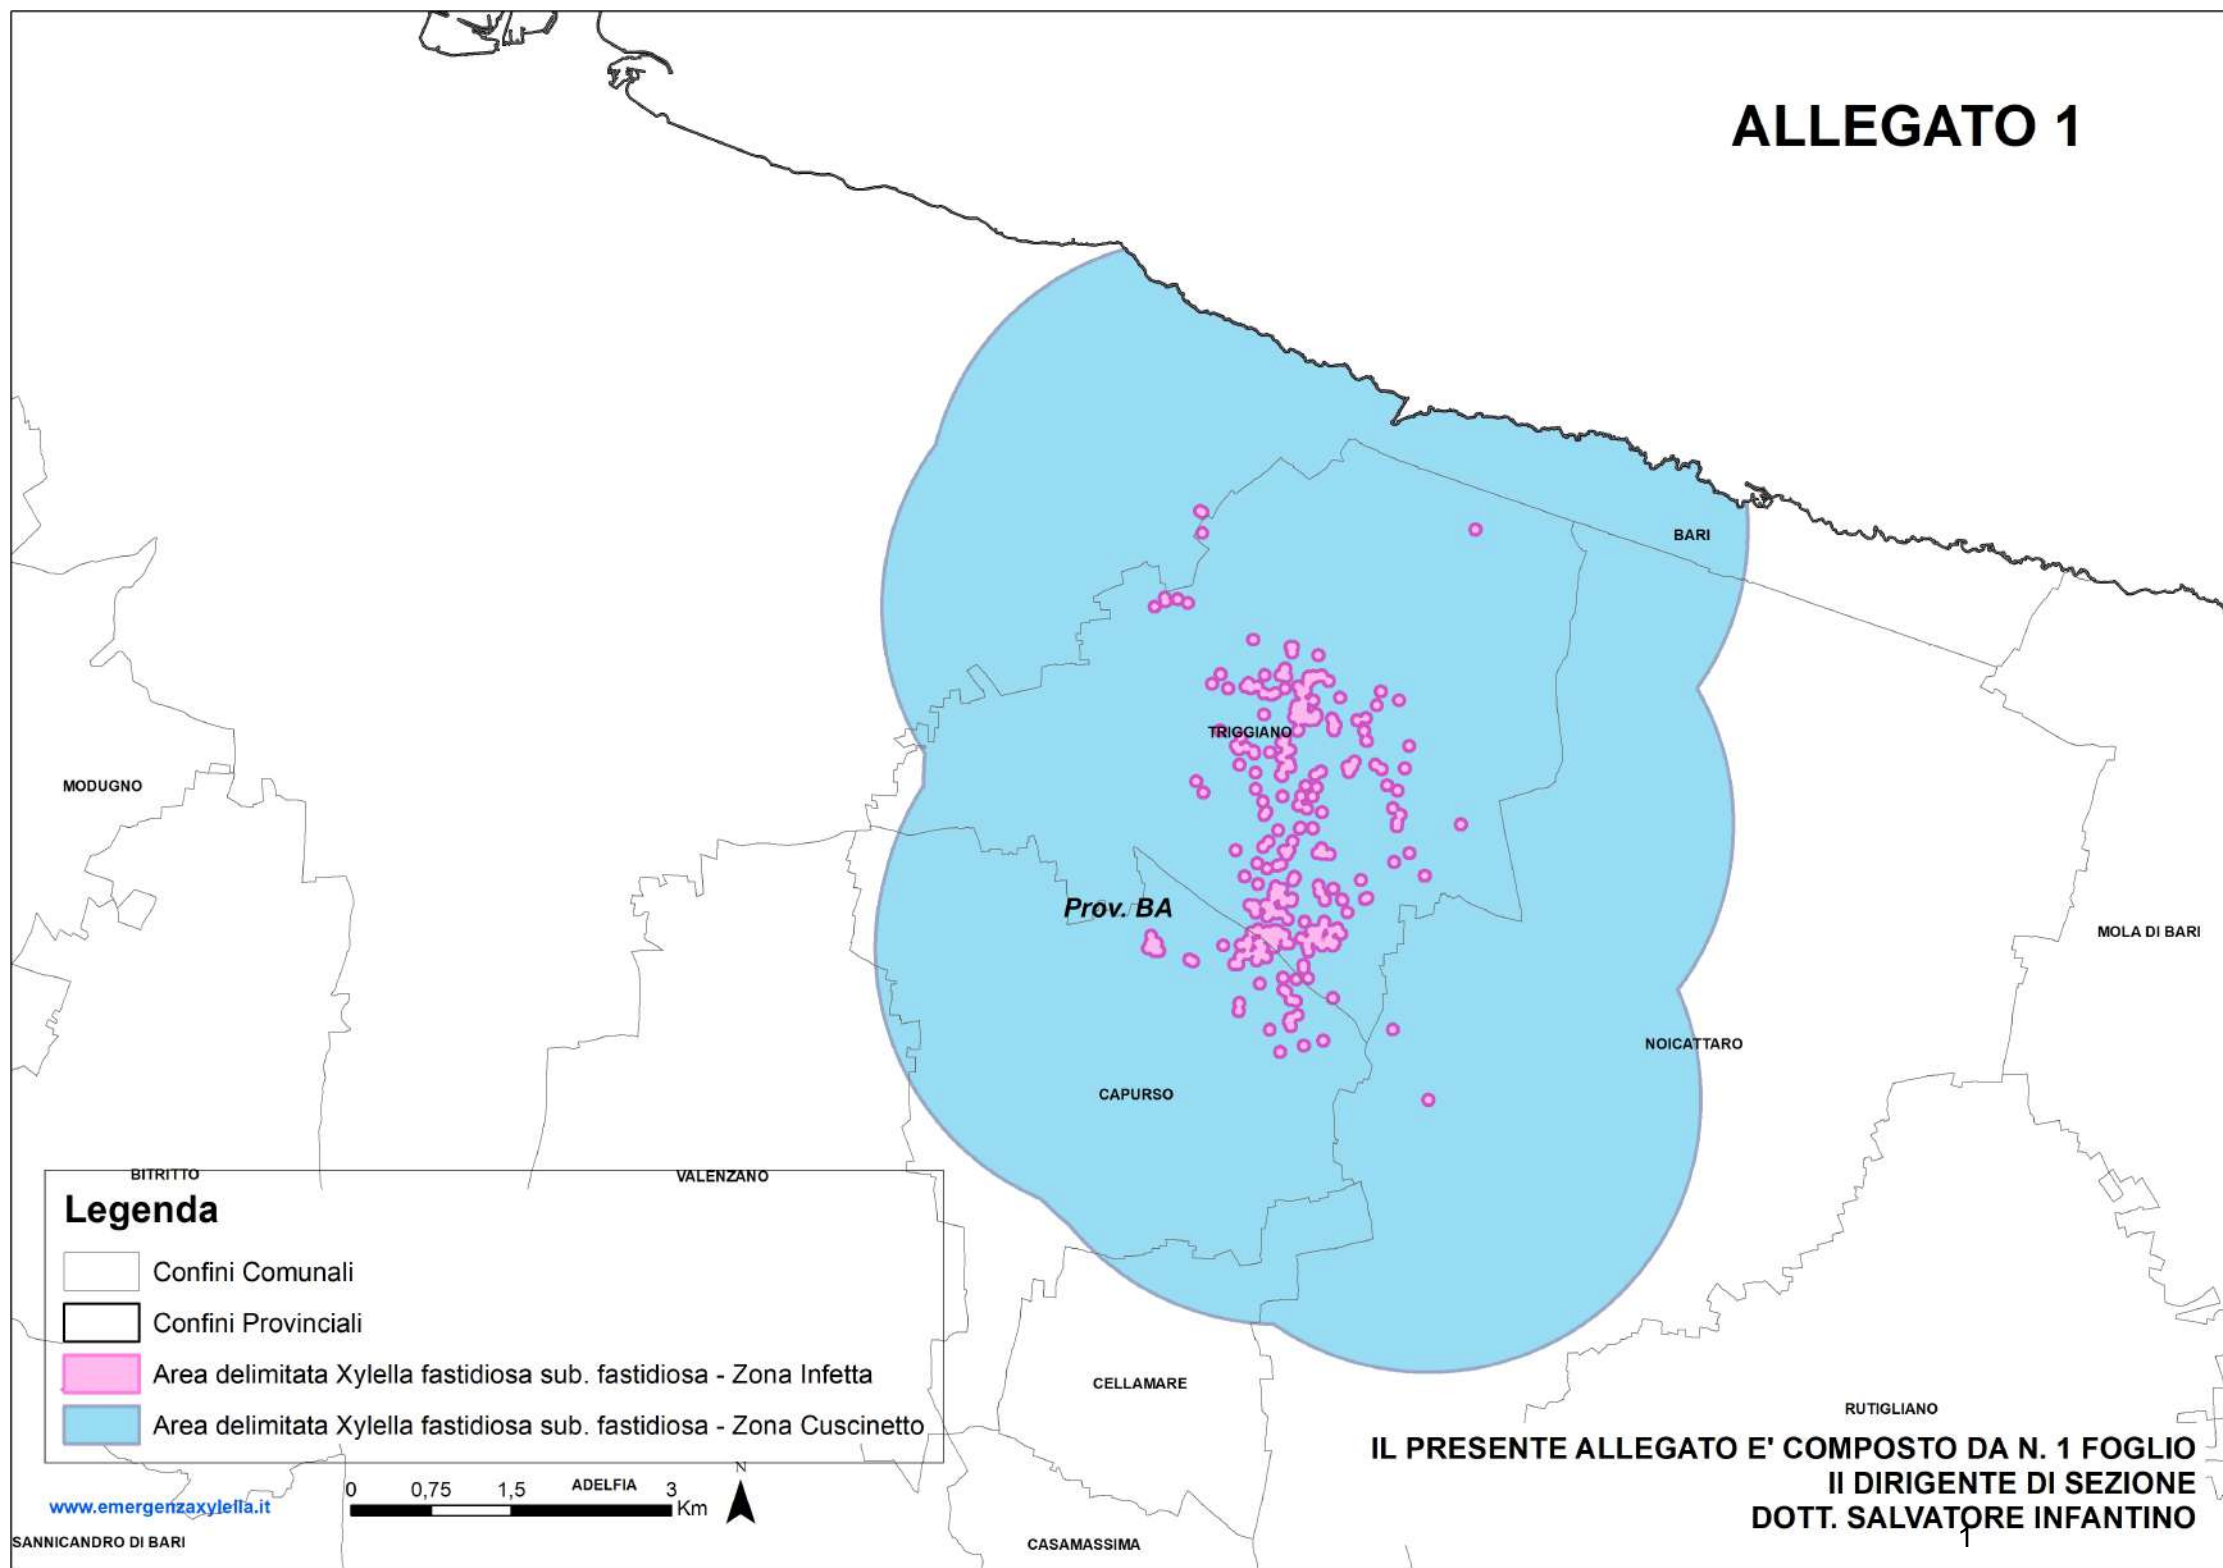 ALLEGATO 1
BARI
TRIGGIANO
MODUGNO
Prov. BA
MOLA DI BARI
NOICATTARO
CAPURSO
BITRITTO
VALENZANO
Legenda
Confini Comunali
Confini Provinciali
Area delimitata Xylella fastidiosa sub. fastidiosa - Zona Infetta
Area delimitata Xylella fastidiosa sub. fastidiosa - Zona Cuscinetto
CELLAMARE
RUTIGLIANO
IL PRESENTE ALLEGATO E' COMPOSTO DA N. 1 FOGLIO
II DIRIGENTE DI SEZIONE
DOTT. SALVATORE INFANTINO
1
N
0 0,75 1,5 ADELFIA 3
Km
www.emergenzaxylella.it
SANNICANDRO DI BARI
CASAMASSIMA